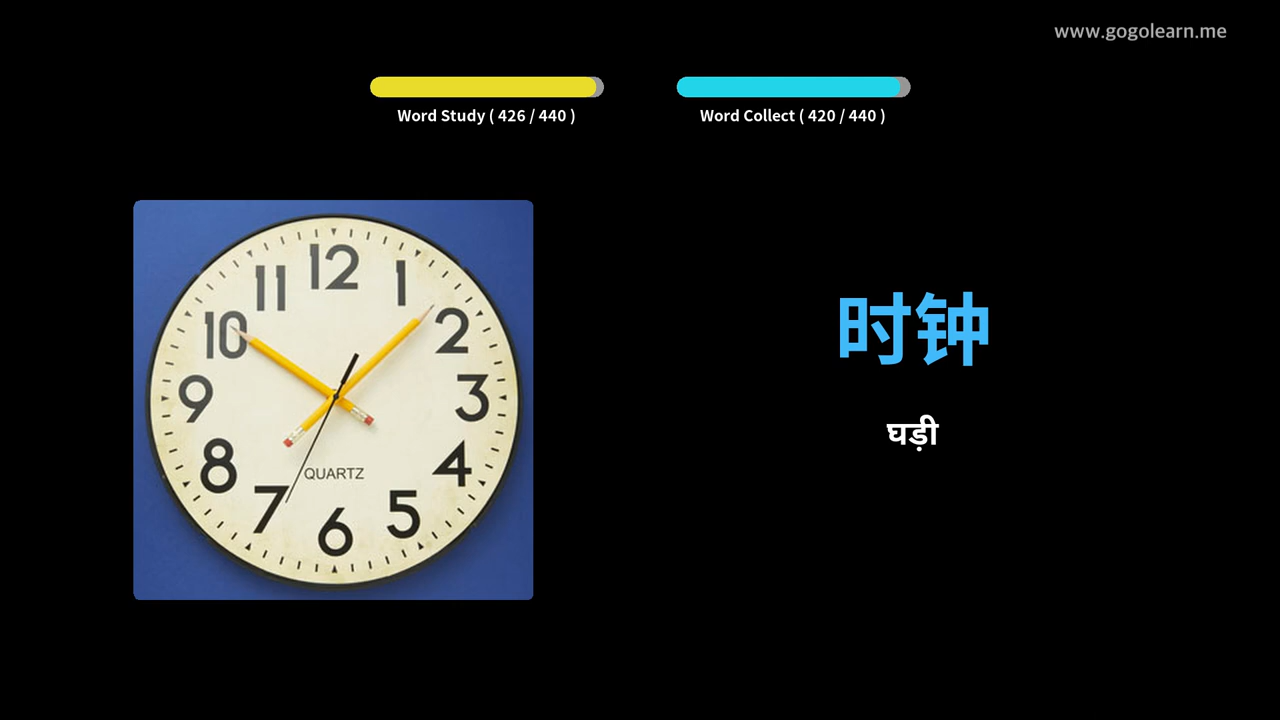 www.gogolearn.me
Word Study ( 426 / 440 )
Word Collect ( 420 / 440 )
12
11
1
10
2
9
3
8
4
7
5
6
QUARTZ
时钟
घड़ी